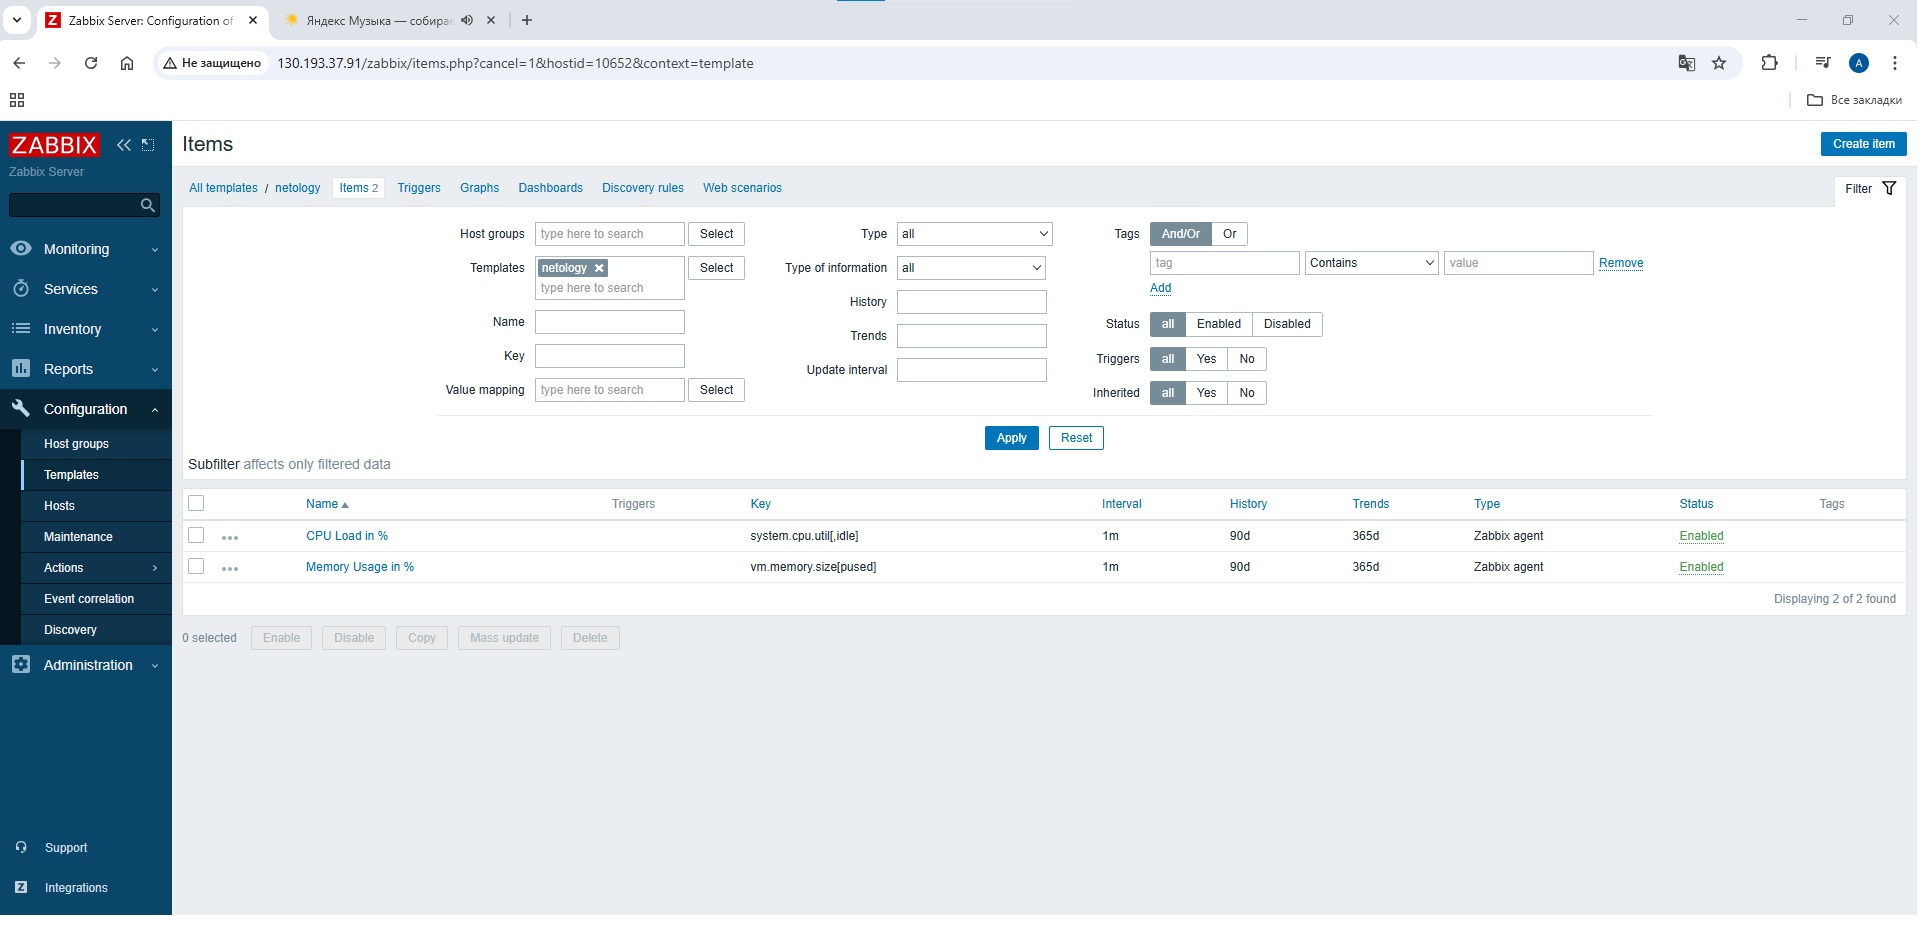 Zabbix Server: Configuration of
Яндекс Музыка — собирае
Не защищено
130.193.37.91/zabbix/items.php?cancel=1&hostid=10652&context=template
A
Все закладки
ZABBIX
Zabbix Server
Monitoring
Services
Inventory
Reports
Configuration
Host groups
Templates
Hosts
Maintenance
Actions
Event correlation
Discovery
Administration
Support
Integrations
Items
Create item
All templates / netology Items 2 Triggers Graphs Dashboards Discovery rules Web scenarios
Filter
Host groups type here to search Select
Templates netology Select
type here to search
Name
Key
Value mapping type here to search Select
Type all
Type of information all
History
Trends
Update interval
Tags And/Or Or
tag Contains value Remove
Add
Status all Enabled Disabled
Triggers all Yes No
Inherited all Yes No
Apply Reset
Subfilter affects only filtered data
Name Triggers Key Interval History Trends Type Status Tags
CPU Load in % system.cpu.util[,idle] 1m 90d 365d Zabbix agent Enabled
Memory Usage in % vm.memory.size[pused] 1m 90d 365d Zabbix agent Enabled
Displaying 2 of 2 found
0 selected Enable Disable Copy Mass update Delete